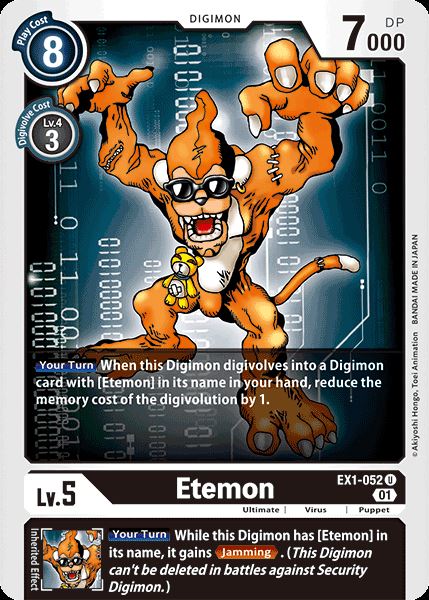 DIGIMON
Play Cost
8
DP
7000
Digivolve Cost
Lv.4
3
Your Turn When this Digimon digivolves into a Digimon
card with [Etemon] in its name in your hand, reduce the
memory cost of the digivolution by 1.
©Akiyoshi Hongo, Toei Animation BANDAI MADE IN JAPAN
Lv.5
Etemon
EX1-052 U
01
Ultimate | Virus | Puppet
Inherited Effect
Your Turn While this Digimon has [Etemon] in
its name, it gains Jamming . (This Digimon
can't be deleted in battles against Security
Digimon.)